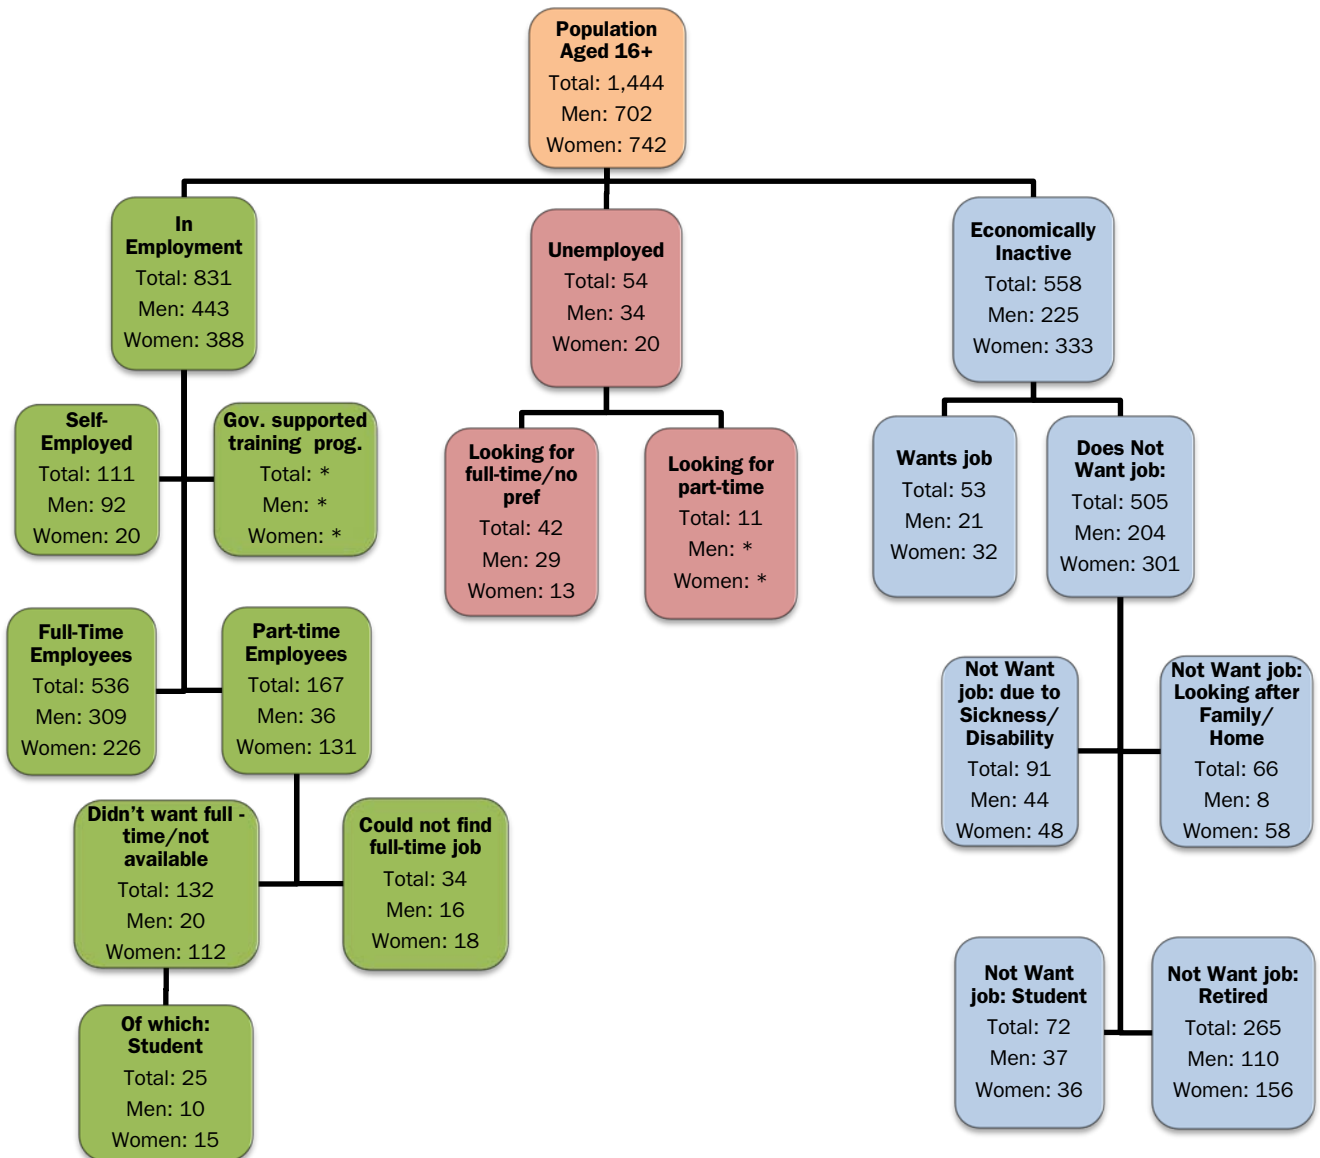 Population
Aged 16+
Total: 1,444
Men: 702
Women: 742
In
Employment
Total: 831
Men: 443
Women: 388
Unemployed
Total: 54
Men: 34
Women: 20
Economically
Inactive
Total: 558
Men: 225
Women: 333
Self-
Employed
Total: 111
Men: 92
Women: 20
Gov. supported
training prog.
Total: *
Men: *
Women: *
Looking for
full-time/no
pref
Total: 42
Men: 29
Women: 13
Looking for
part-time
Total: 11
Men: *
Women: *
Wants job
Total: 53
Men: 21
Women: 32
Does Not
Want job:
Total: 505
Men: 204
Women: 301
Full-Time
Employees
Total: 536
Men: 309
Women: 226
Part-time
Employees
Total: 167
Men: 36
Women: 131
Not Want
job: due to
Sickness/
Disability
Total: 91
Men: 44
Women: 48
Not Want job:
Looking after
Family/
Home
Total: 66
Men: 8
Women: 58
Didn't want full -
time/not
available
Total: 132
Men: 20
Women: 112
Could not find
full-time job
Total: 34
Men: 16
Women: 18
Not Want
job: Student
Total: 72
Men: 37
Women: 36
Not Want job:
Retired
Total: 265
Men: 110
Women: 156
Of which:
Student
Total: 25
Men: 10
Women: 15